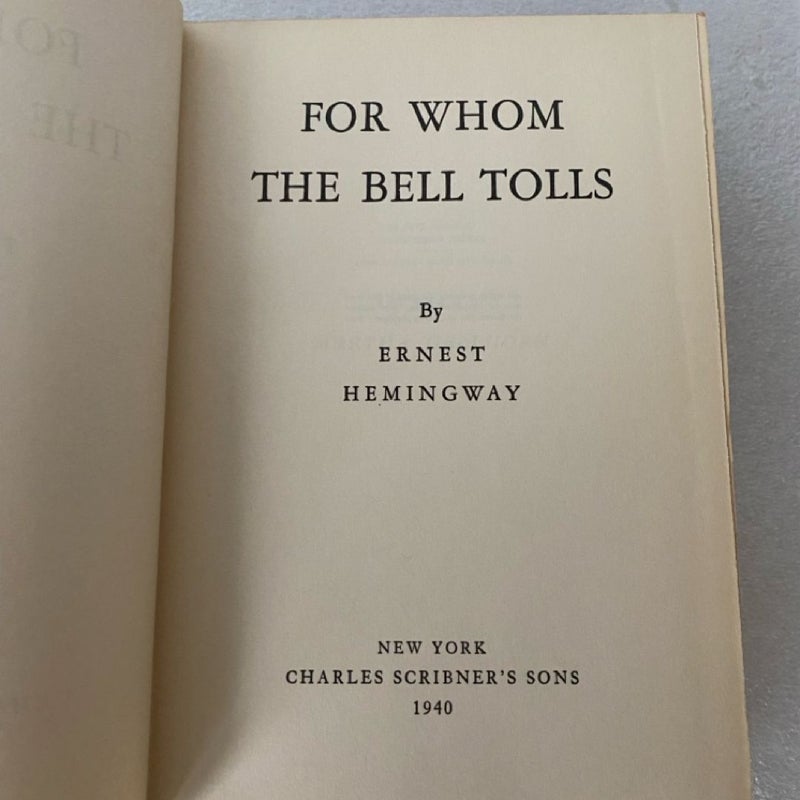 FOR WHOM
THE BELL TOLLS
By
ERNEST
HEMINGWAY
NEW YORK
CHARLES SCRIBNER'S SONS
1940